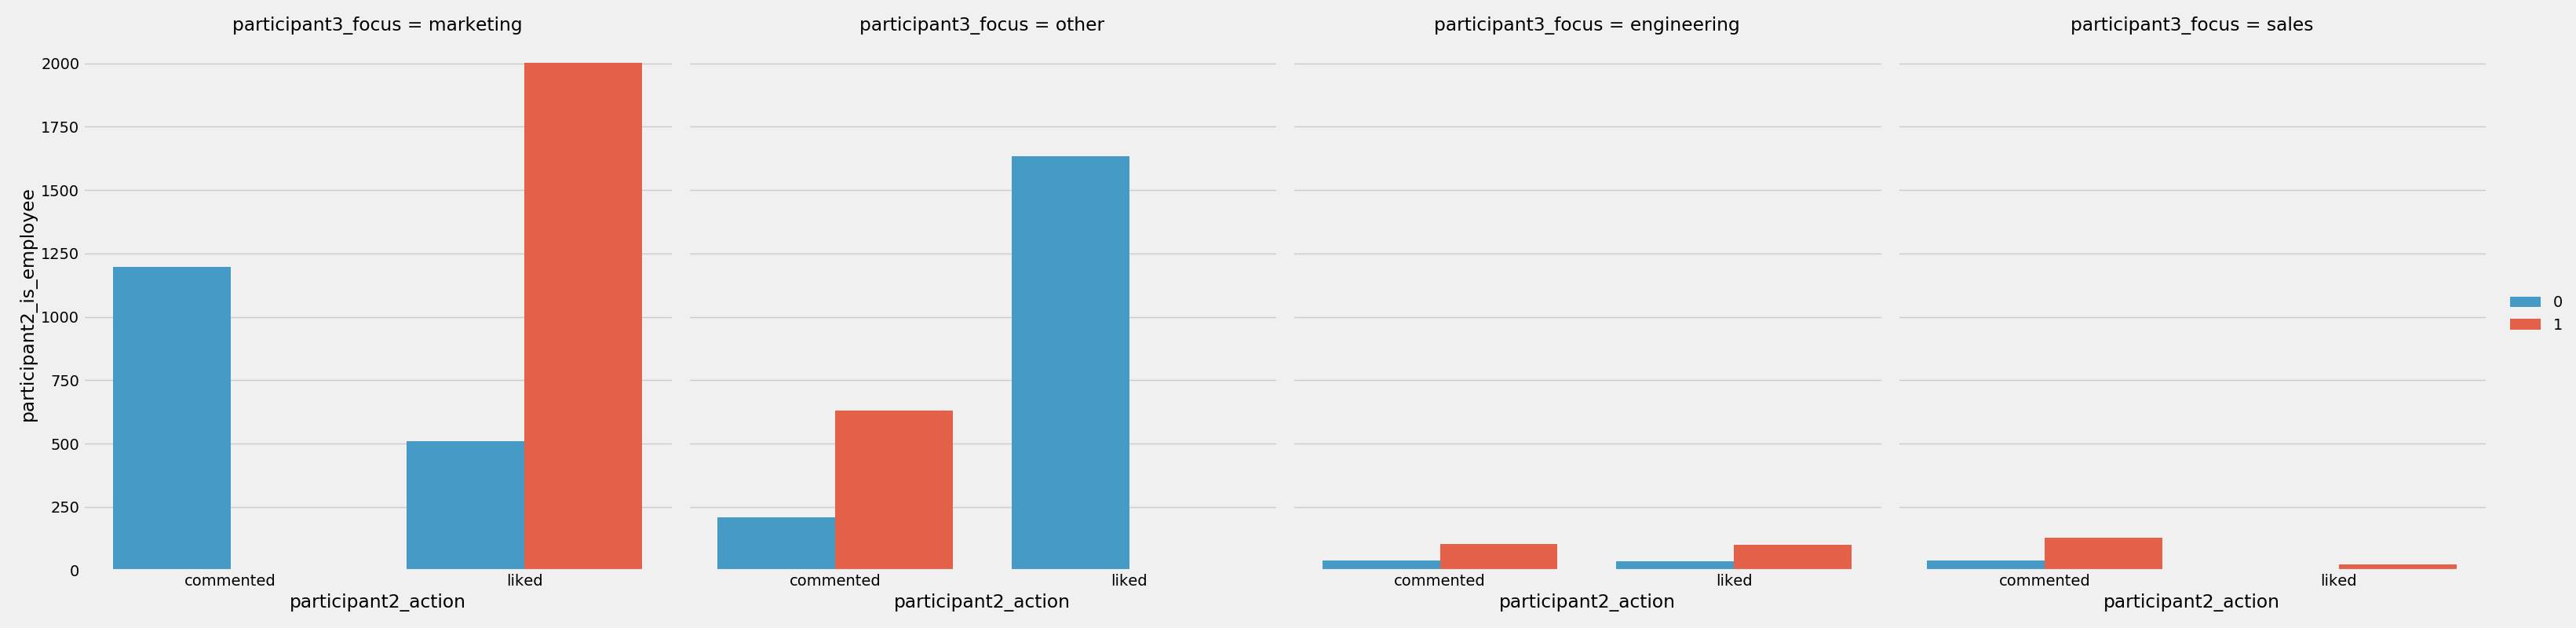 participant3_focus = marketing
participant3_focus = other
participant3_focus = engineering
participant3_focus = sales
participant2_is_employee
2000
1750
1500
1250
1000
750
500
250
0
commented
liked
commented
liked
commented
liked
commented
liked
participant2_action
participant2_action
participant2_action
participant2_action
0
1